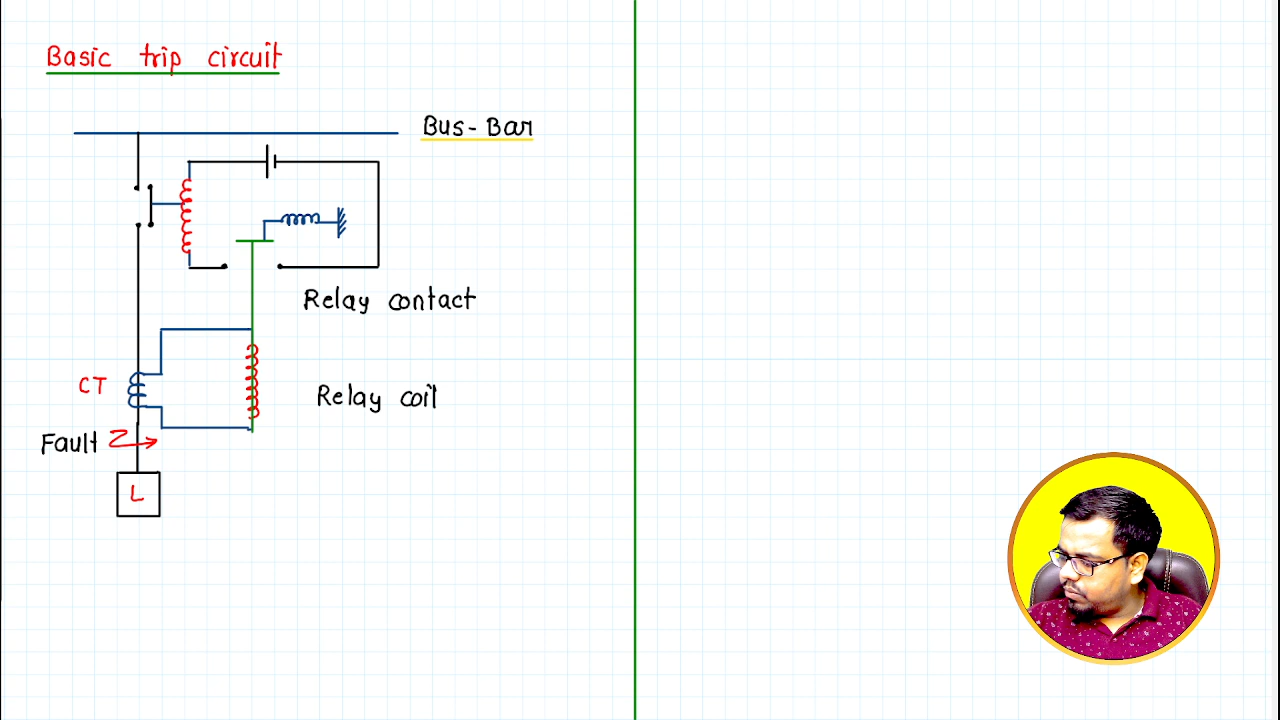 Basic trip circuit
Bus-Bar
Relay contact
CT
Relay coil
Fault
L